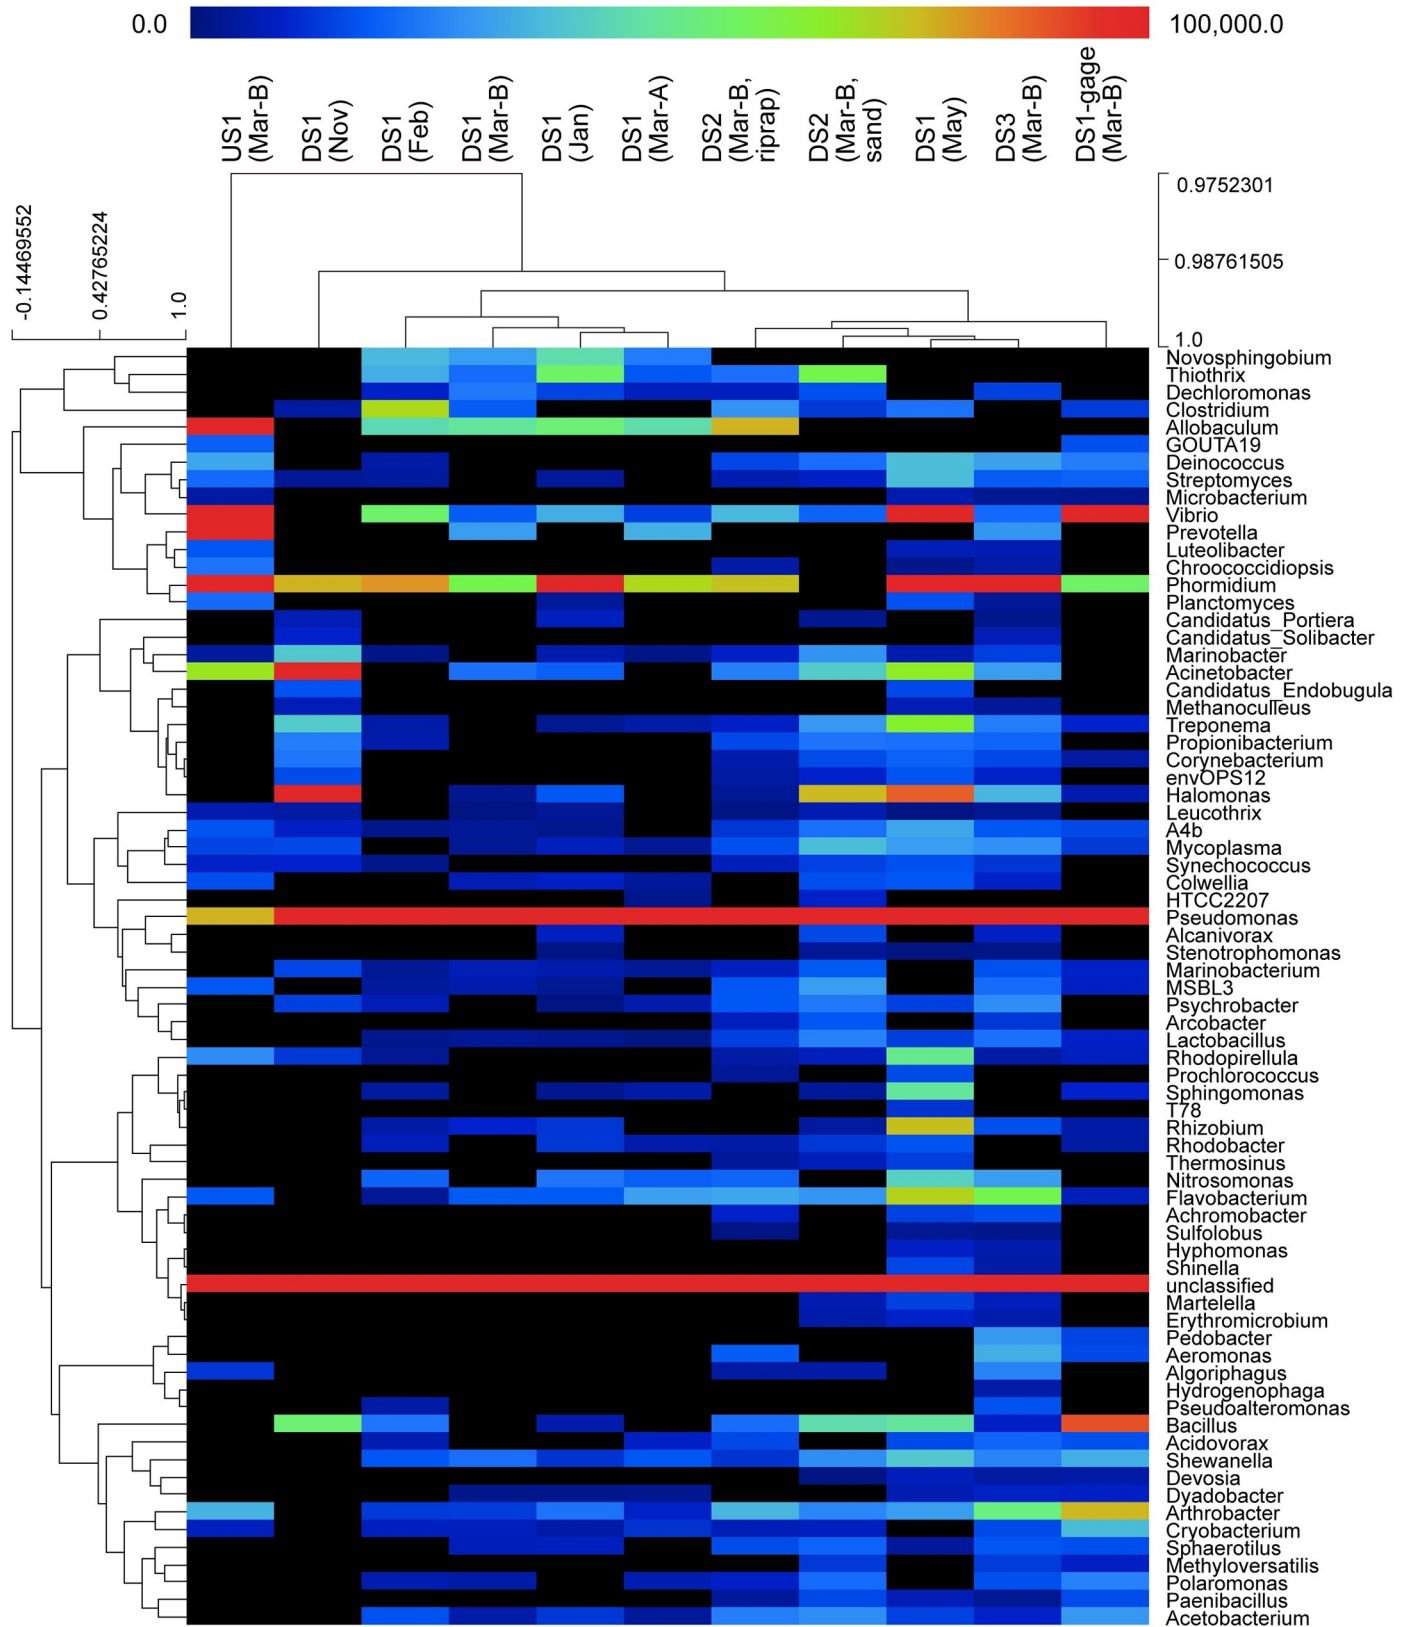 0.0
100,000.0
US1
(Mar-B)
DS1
(Nov)
DS1
(Feb)
DS1
(Mar-B)
DS1
(Jan)
DS1
(Mar-A)
DS2
(Mar-B,
riprap)
DS2
(Mar-B,
sand)
DS1
(May)
DS3
(Mar-B)
DS1-gage
(Mar-B)
0.9752301
0.98761505
1.0
-0.14469552
0.42765224
1.0
Novosphingobium
Thiothrix
Dechloromonas
Clostridium
Allobaculum
GOUTA19
Deinococcus
Streptomyces
Microbacterium
Vibrio
Prevotella
Luteolibacter
Chroococcidiopsis
Phormidium
Planctomyces
Candidatus_Portiera
Candidatus_Solibacter
Marinobacter
Acinetobacter
Candidatus_Endobugula
Methanoculleus
Treponema
Propionibacterium
Corynebacterium
envOPS12
Halomonas
Leucothrix
A4b
Mycoplasma
Synechococcus
Colwellia
HTCC2207
Pseudomonas
Alcanivorax
Stenotrophomonas
Marinobacterium
MSBL3
Psychrobacter
Arcobacter
Lactobacillus
Rhodopirellula
Prochlorococcus
Sphingomonas
T78
Rhizobium
Rhodobacter
Thermosinus
Nitrosomonas
Flavobacterium
Achromobacter
Sulfolobus
Hyphomonas
Shinella
unclassified
Martelella
Erythromicrobium
Pedobacter
Aeromonas
Algoriphagus
Hydrogenophaga
Pseudoalteromonas
Bacillus
Acidovorax
Shewanella
Devosia
Dyadobacter
Arthrobacter
Cryobacterium
Sphaerotilus
Methyloversatilis
Polaromonas
Paenibacillus
Acetobacterium